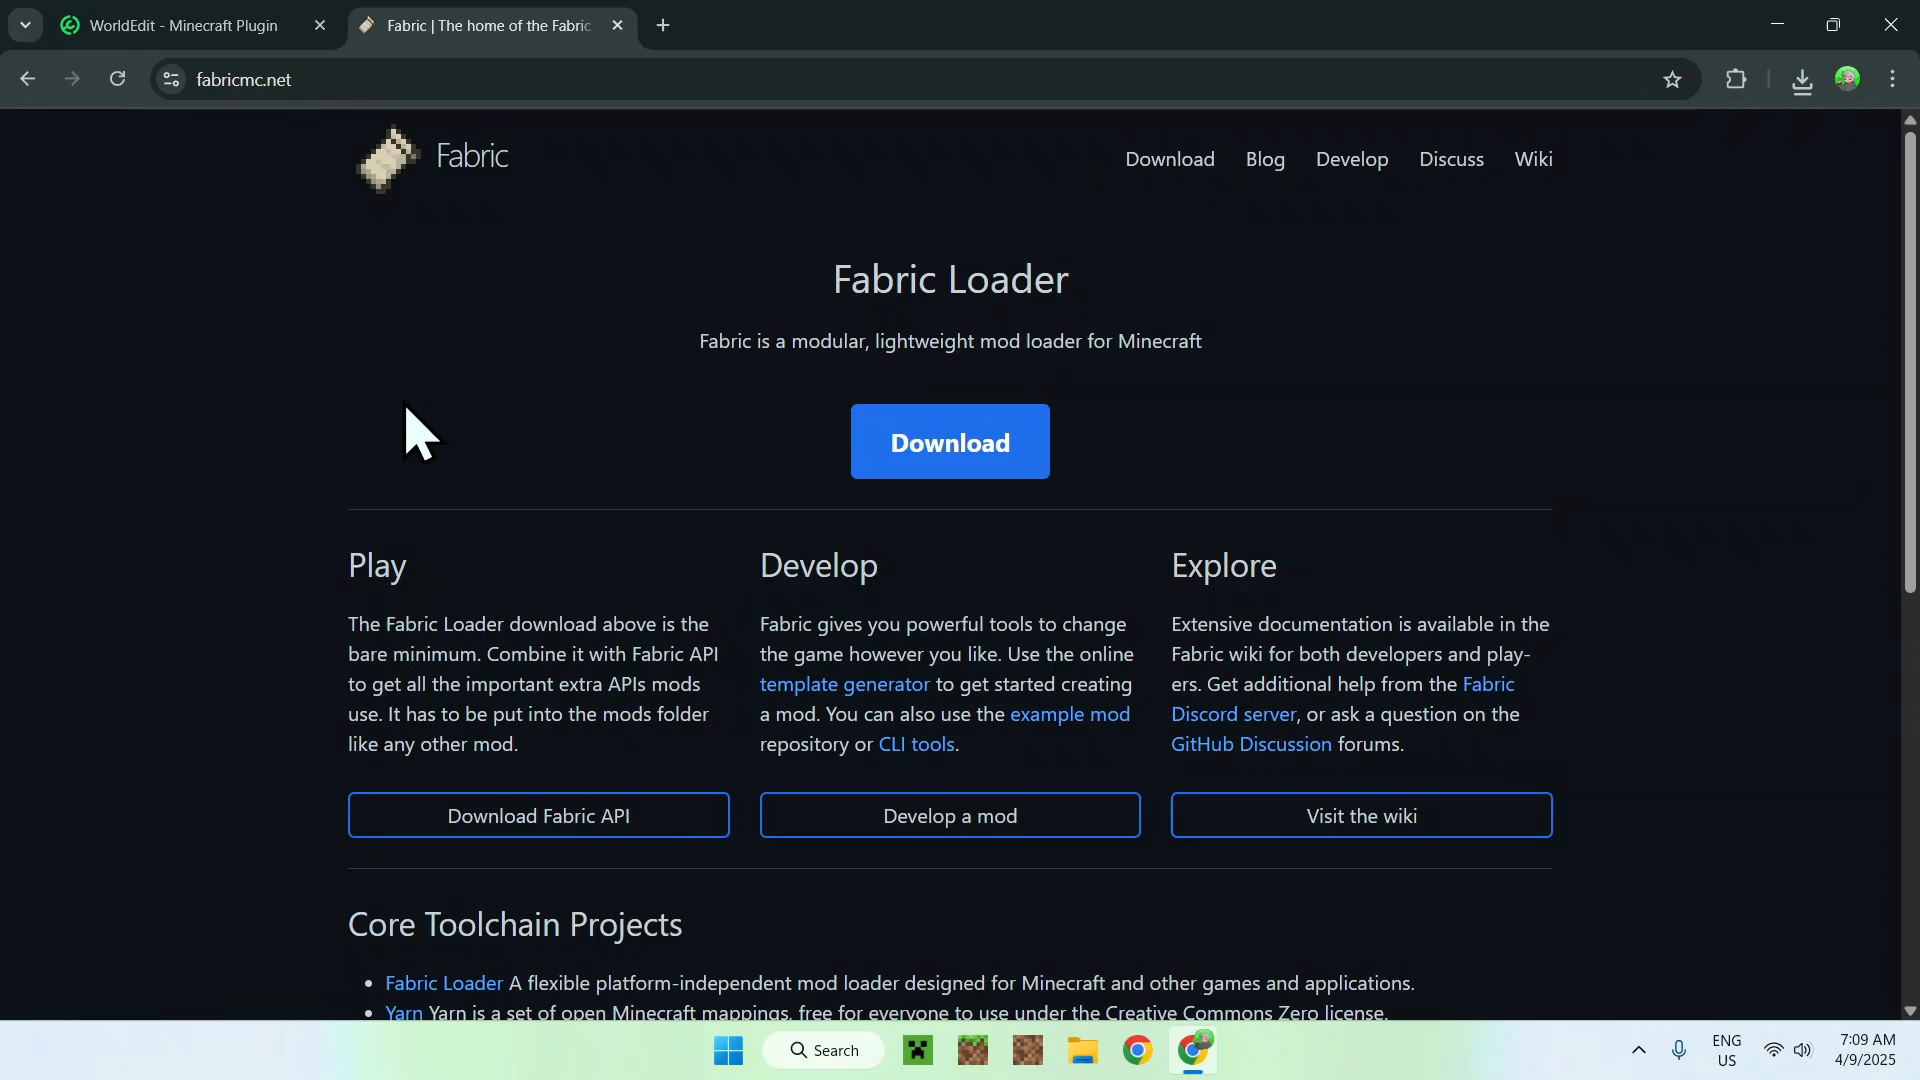 WorldEdit - Minecraft Plugin
Fabric | The home of the Fabric
fabricmc.net
Fabric
Download Blog Develop Discuss Wiki
Fabric Loader
Fabric is a modular, lightweight mod loader for Minecraft
Download
Play
The Fabric Loader download above is the
bare minimum. Combine it with Fabric API
to get all the important extra APIs mods
use. It has to be put into the mods folder
like any other mod.
Download Fabric API
Develop
Fabric gives you powerful tools to change
the game however you like. Use the online
template generator to get started creating
a mod. You can also use the example mod
repository or CLI tools.
Develop a mod
Explore
Extensive documentation is available in the
Fabric wiki for both developers and play-
ers. Get additional help from the Fabric
Discord server, or ask a question on the
GitHub Discussion forums.
Visit the wiki
Core Toolchain Projects
• Fabric Loader A flexible platform-independent mod loader designed for Minecraft and other games and applications.
• Yarn Yarn is a set of open Minecraft mappings, free for everyone to use under the Creative Commons Zero license.
Search
ENG
US
7:09 AM
4/9/2025